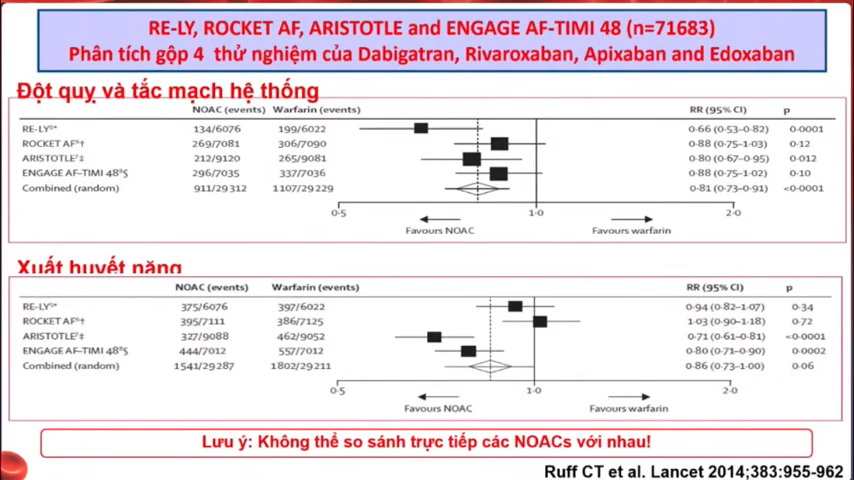 RE-LY, ROCKET AF, ARISTOTLE and ENGAGE AF-TIMI 48 (n=71683)
Phân tích gộp 4 thử nghiệm của Dabigatran, Rivaroxaban, Apixaban and Edoxaban
Đột quỵ và tắc mạch hệ thống
NOAC (events) Warfarin (events) RR (95% CI) p
RE-LY⁵* 134/6076 199/6022 0·66 (0·53–0·82) 0·0001
ROCKET AF⁶† 269/7081 306/7090 0·88 (0·75–1·03) 0·12
ARISTOTLE⁷‡ 212/9120 265/9081 0·80 (0·67–0·95) 0·012
ENGAGE AF–TIMI 48⁸§ 296/7035 337/7036 0·88 (0·75–1·02) 0·10
Combined (random) 911/29312 1107/29229 0·81 (0·73–0·91) <0·0001
0·5 1·0 2·0
Favours NOAC Favours warfarin
Xuất huyết nặng
NOAC (events) Warfarin (events) RR (95% CI) p
RE-LY⁵* 375/6076 397/6022 0·94 (0·82–1·07) 0·34
ROCKET AF⁶† 395/7111 386/7125 1·03 (0·90–1·18) 0·72
ARISTOTLE⁷‡ 327/9088 462/9052 0·71 (0·61–0·81) <0·0001
ENGAGE AF–TIMI 48⁸§ 444/7012 557/7012 0·80 (0·71–0·90) 0·0002
Combined (random) 1541/29287 1802/29211 0·86 (0·73–1·00) 0·06
0·5 1·0 2·0
Favours NOAC Favours warfarin
Lưu ý: Không thể so sánh trực tiếp các NOACs với nhau!
Ruff CT et al. Lancet 2014;383:955-962